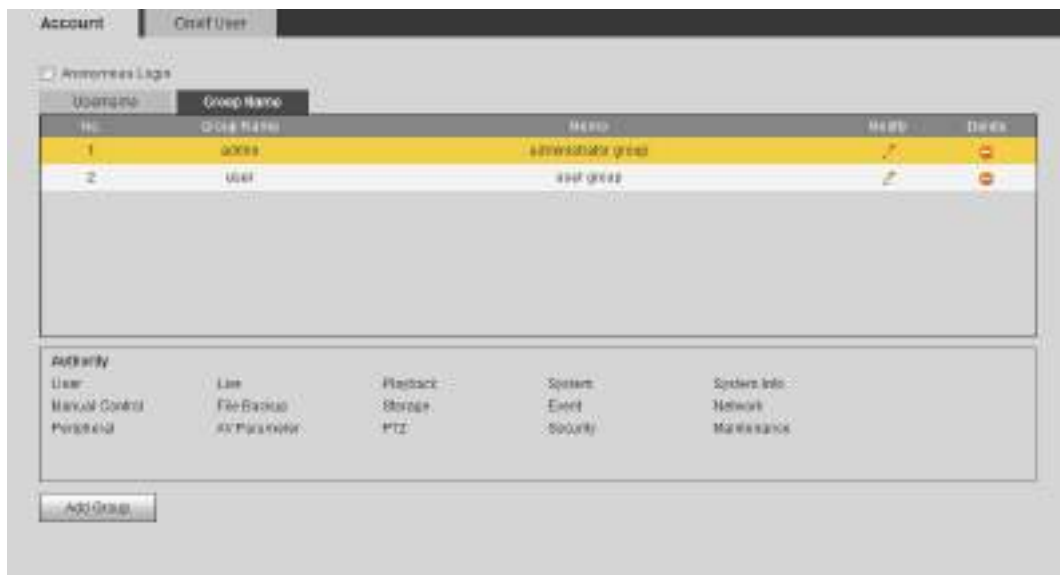 Account Onvif User
Anonymous Login
Username Group Name
No. Group Name Memo Modify Delete
1 admin administrator group
2 user user group
Authority
User Live Playback System System Info
Manual Control File Backup Storage Event Network
Peripheral AV Parameter PTZ Security Maintenance
Add Group